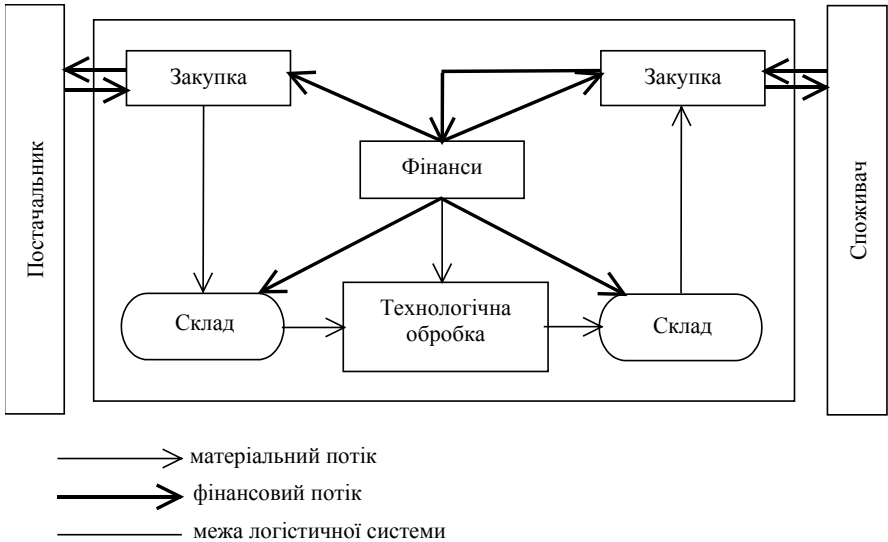 Постачальник
Закупка
Закупка
Споживач
Фінанси
Склад
Технологічна
обробка
Склад
матеріальний потік
фінансовий потік
межа логістичної системи